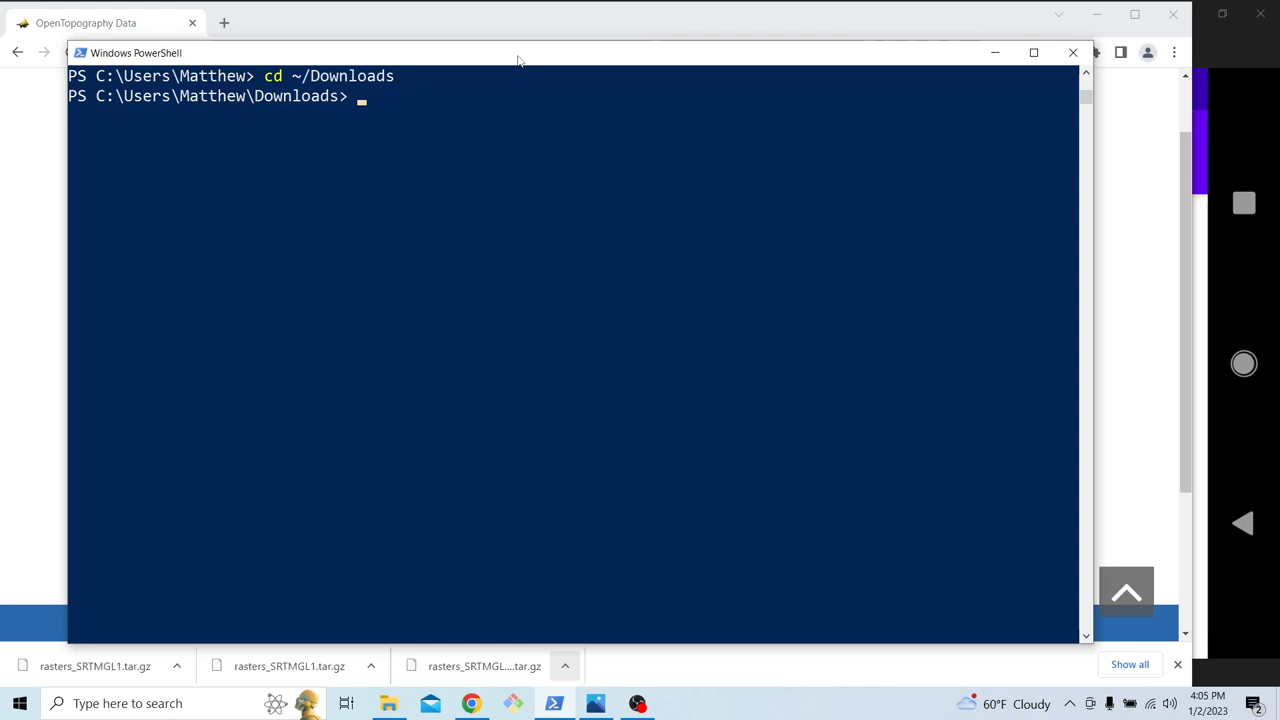 OpenTopography Data
Windows PowerShell
PS C:\Users\Matthew> cd ~/Downloads
PS C:\Users\Matthew\Downloads>
rasters_SRTMGL1.tar.gz
rasters_SRTMGL1.tar.gz
rasters_SRTMGL....tar.gz
Show all
Type here to search
60°F Cloudy
4:05 PM
1/2/2023
2